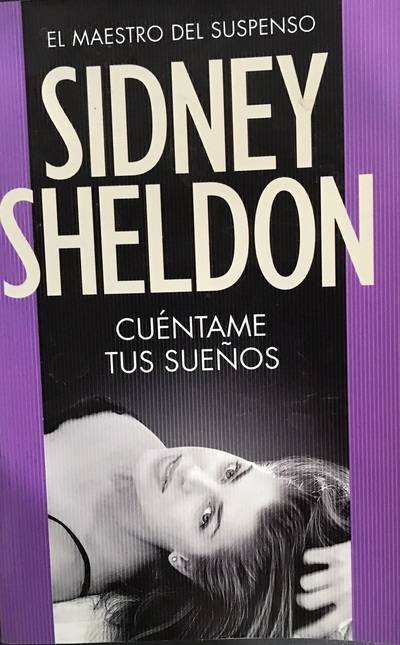 EL MAESTRO DEL SUSPENSO
SIDNEY
SHELDON
CUÉNTAME
TUS SUEÑOS